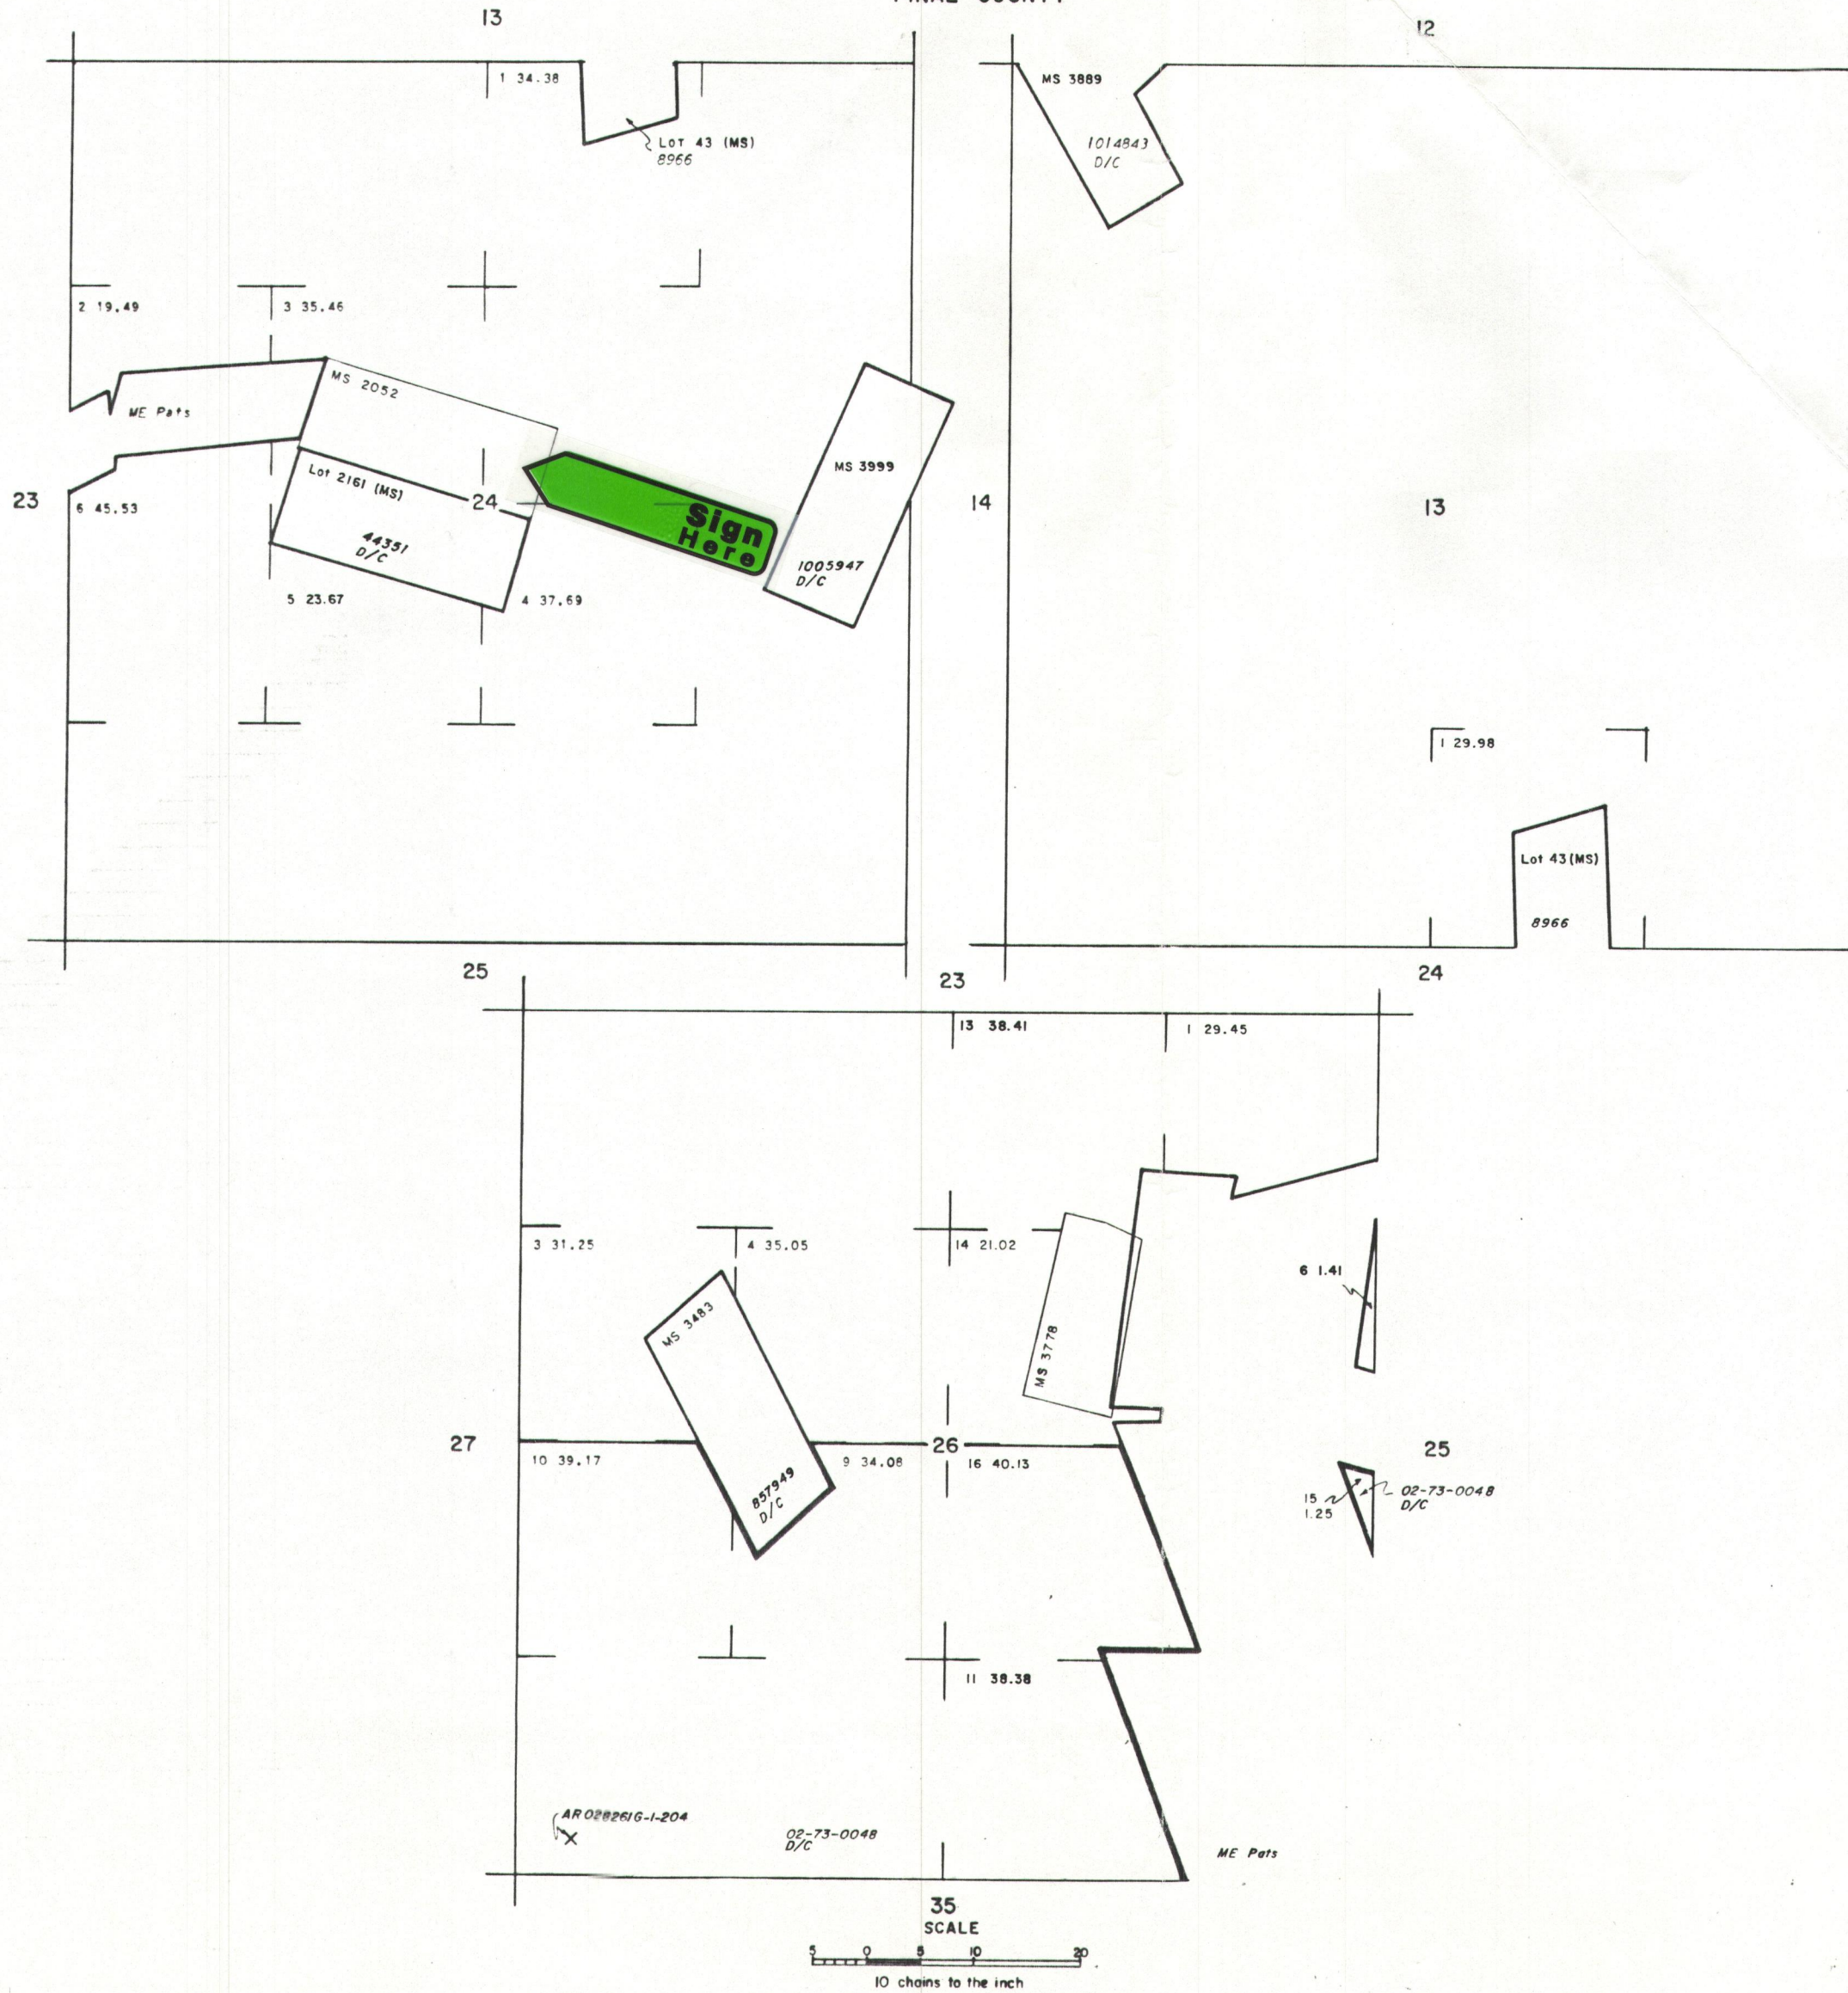 13
12
1 34.38
MS 3889
Lot 43 (MS)
8966
1014843
D/C
2 19.49
3 35.46
MS 2052
ME Pats
MS 3999
Lot 2161 (MS)
23
24
14
13
6 45.53
Sign
Here
44351
D/C
1005947
D/C
5 23.67
4 37.69
1 29.98
Lot 43 (MS)
8966
25
23
24
13 38.41
1 29.45
3 31.25
4 35.05
14 21.02
6 1.41
MS 3483
MS 3778
27
26
25
10 39.17
9 34.08
16 40.13
857949
D/C
15
1.25
02-73-0048
D/C
11 38.38
AR 028261G-1-204
02-73-0048
D/C
ME Pats
35
SCALE
5 0 5 10 20
10 chains to the inch